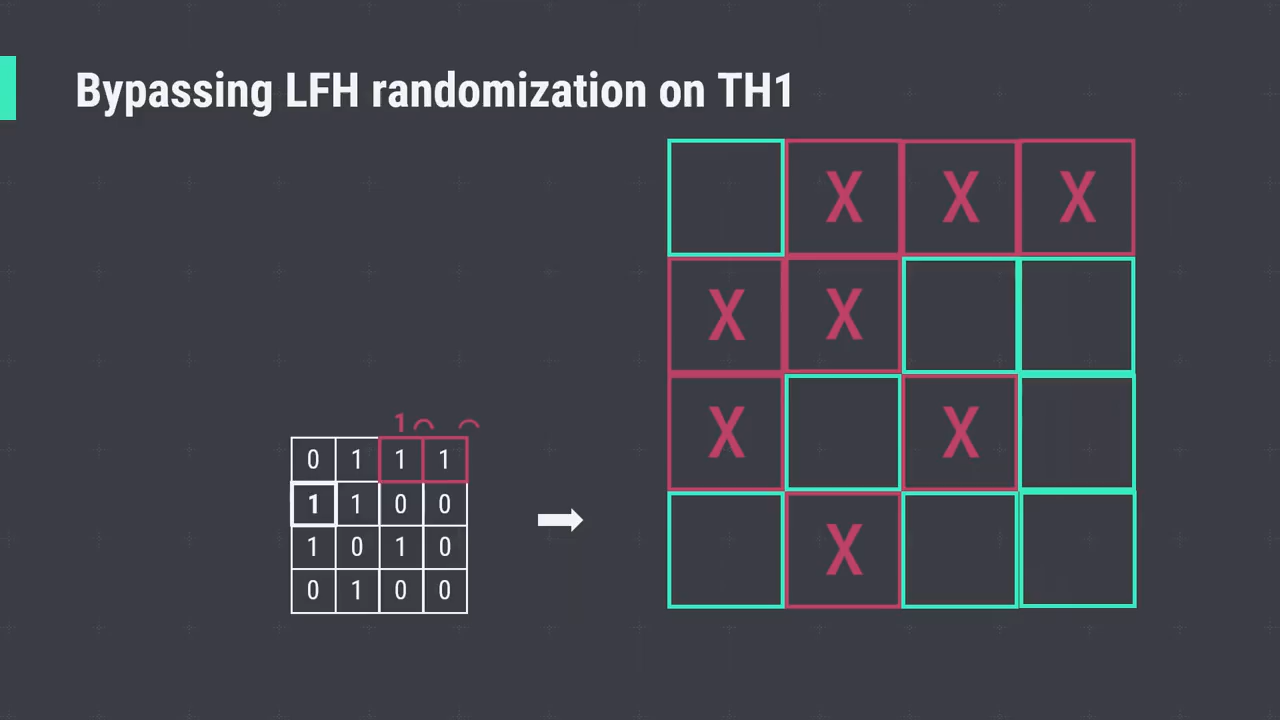 Bypassing LFH randomization on TH1
X X X
X X
X X
X
1
0 1 1 1
1 1 0 0
1 0 1 0
0 1 0 0